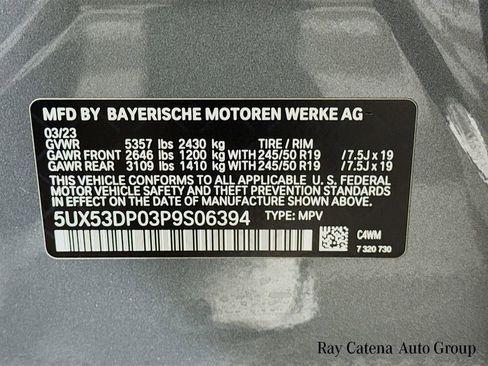 MFD BY BAYERISCHE MOTOREN WERKE AG
03/23
GVWR 5357 lbs 2430 kg TIRE / RIM
GAWR FRONT 2646 lbs 1200 kg WITH 245/50 R19 / 7.5J x 19
GAWR REAR 3109 lbs 1410 kg WITH 245/50 R19 / 7.5J x 19
THIS VEHICLE CONFORMS TO ALL APPLICABLE U. S. FEDERAL
MOTOR VEHICLE SAFETY AND THEFT PREVENTION STANDARDS
IN EFFECT ON THE DATE OF MANUFACTURE SHOWN ABOVE.
5UX53DP03P9S06394 TYPE: MPV
C4WM
7 320 730
Ray Catena Auto Group